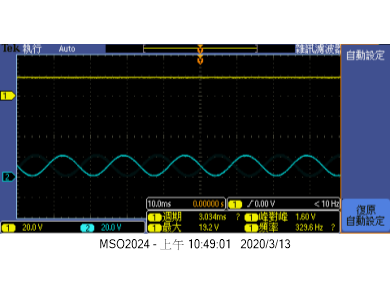 Tek 執行 Auto 雜訊濾波器
自動設定
1
2
10.0ms 0.00000 s 1 / 0.00 V < 10 Hz
1 週期 3.034ms ? 1 峰對峰 1.60 V
1 最大 19.2 V 1 頻率 329.6 Hz ?
1 20.0 V 2 20.0 V
復原
自動設定
MSO2024 - 上午 10:49:01 2020/3/13